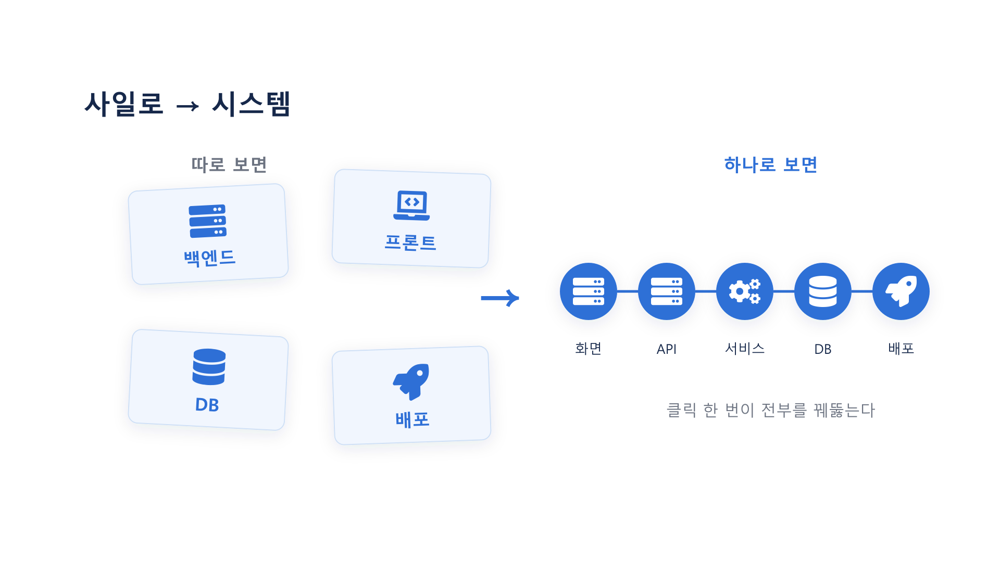 사일로 → 시스템
따로 보면
백엔드
프론트
DB
배포
→
하나로 보면
화면
API
서비스
DB
배포
클릭 한 번이 전부를 꿰뚫는다